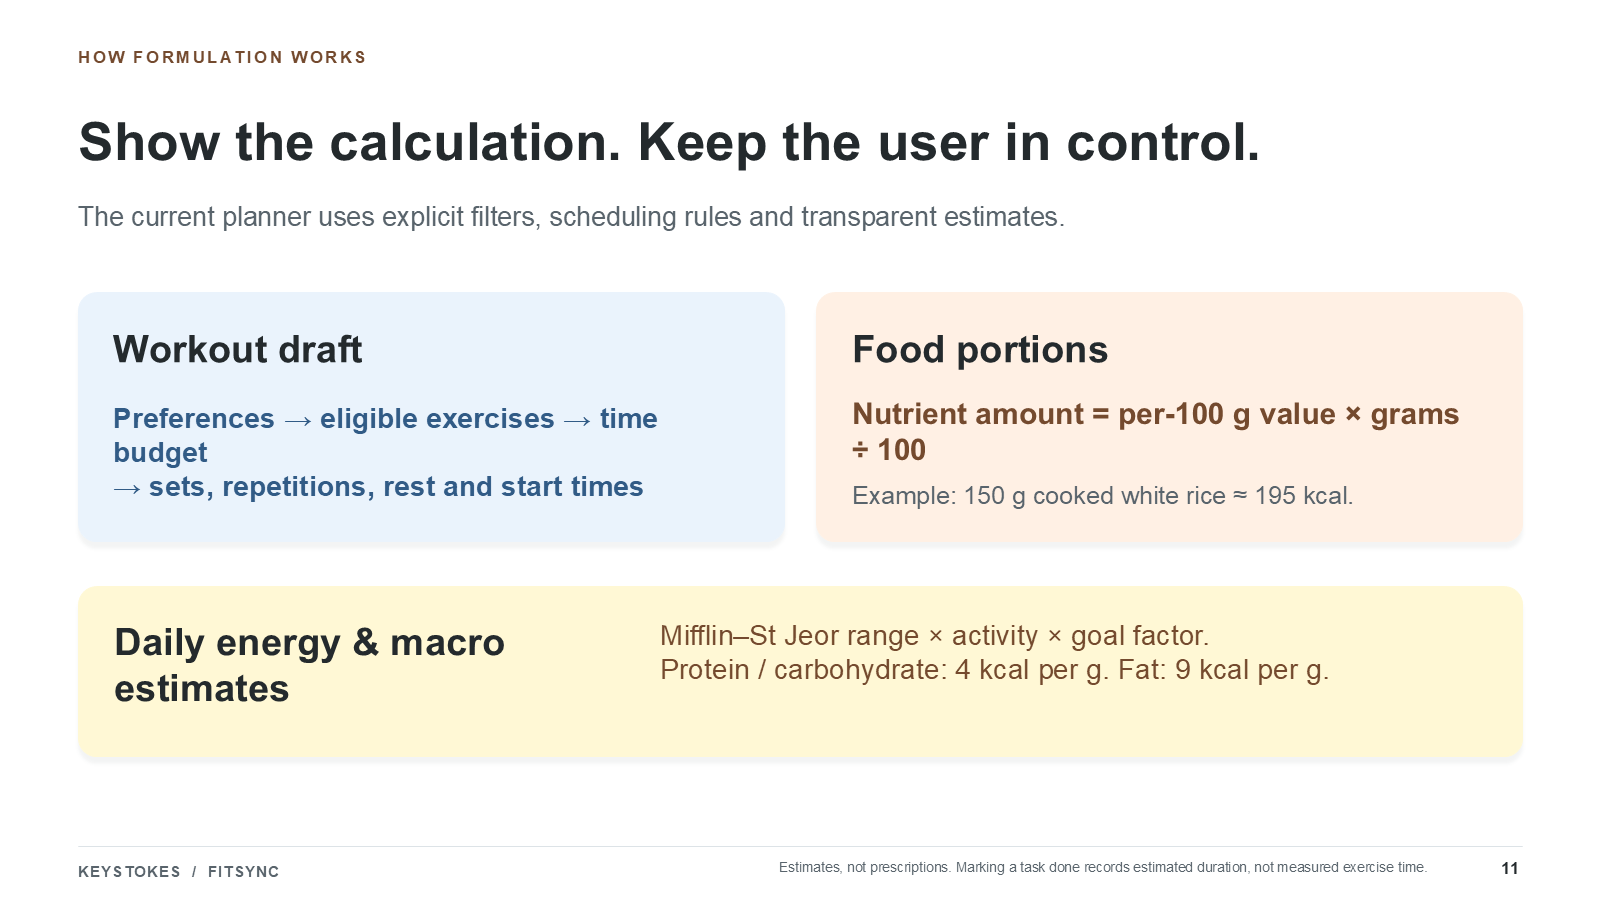 HOW FORMULATION WORKS
Show the calculation. Keep the user in control.
The current planner uses explicit filters, scheduling rules and transparent estimates.
Workout draft
Preferences → eligible exercises → time
budget
→ sets, repetitions, rest and start times
Food portions
Nutrient amount = per-100 g value × grams
÷ 100
Example: 150 g cooked white rice ≈ 195 kcal.
Daily energy & macro
estimates
Mifflin–St Jeor range × activity × goal factor.
Protein / carbohydrate: 4 kcal per g. Fat: 9 kcal per g.
KEYSTOKES / FITSYNC
Estimates, not prescriptions. Marking a task done records estimated duration, not measured exercise time.
11